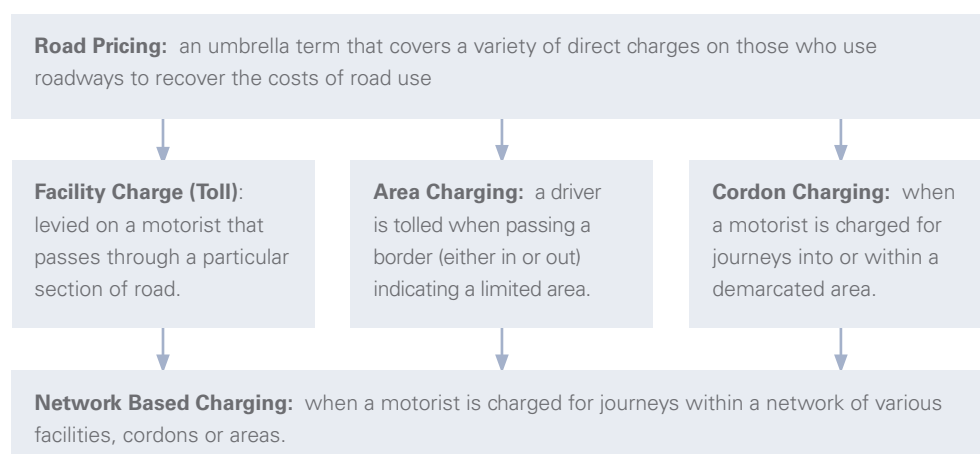 Road Pricing: an umbrella term that covers a variety of direct charges on those who use
roadways to recover the costs of road use
Facility Charge (Toll):
levied on a motorist that
passes through a particular
section of road.
Area Charging: a driver
is tolled when passing a
border (either in or out)
indicating a limited area.
Cordon Charging: when
a motorist is charged for
journeys into or within a
demarcated area.
Network Based Charging: when a motorist is charged for journeys within a network of various
facilities, cordons or areas.